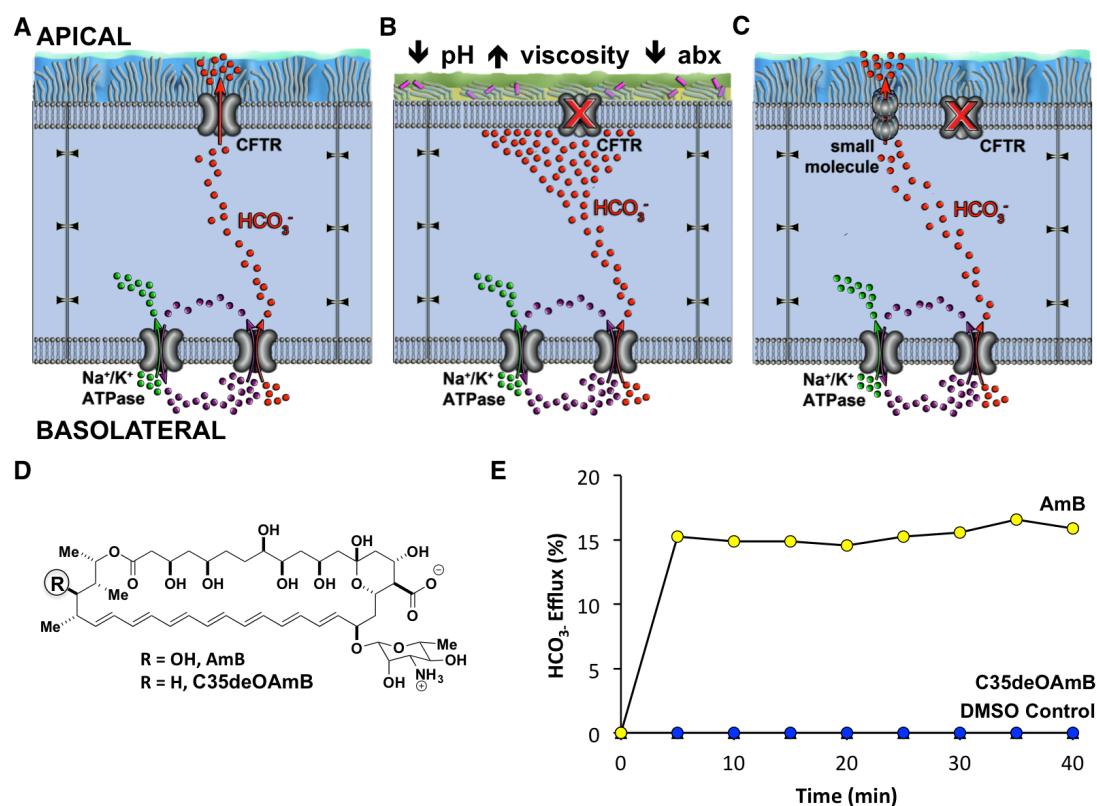 A
APICAL
CFTR
HCO₃⁻
Na⁺/K⁺
ATPase
BASOLATERAL
B
↓ pH ↑ viscosity ↓ abx
CFTR
HCO₃⁻
Na⁺/K⁺
ATPase
C
small
molecule
CFTR
HCO₃⁻
Na⁺/K⁺
ATPase
D
OH
OH
OH
Me
O
O
OH
OH
OH
OH
O
O
⊖
R
Me
O
Me
O
O
Me
OH
OH
NH₃
⊕
R = OH, AmB
R = H, C35deOAmB
E
HCO₃₋ Efflux (%)
20
15
10
5
0
0
10
20
30
40
Time (min)
AmB
C35deOAmB
DMSO Control